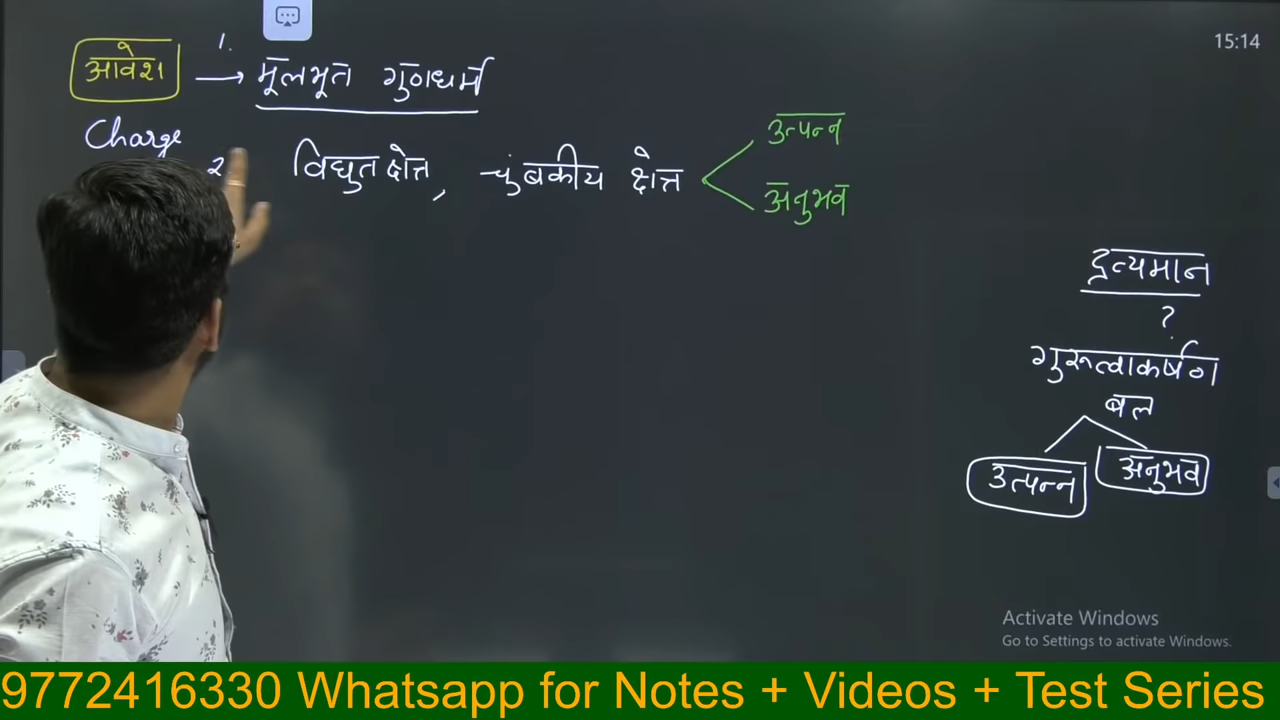 15:14
1.
आवेश → मूलभूत गुणधर्म
Charge
उत्पन्न
2. विद्युत क्षेत्र, चुंबकीय क्षेत्र
अनुभव
द्रव्यमान
?
गुरुत्वाकर्षण
बल
उत्पन्न अनुभव
Activate Windows
Go to Settings to activate Windows.
9772416330 Whatsapp for Notes + Videos + Test Series